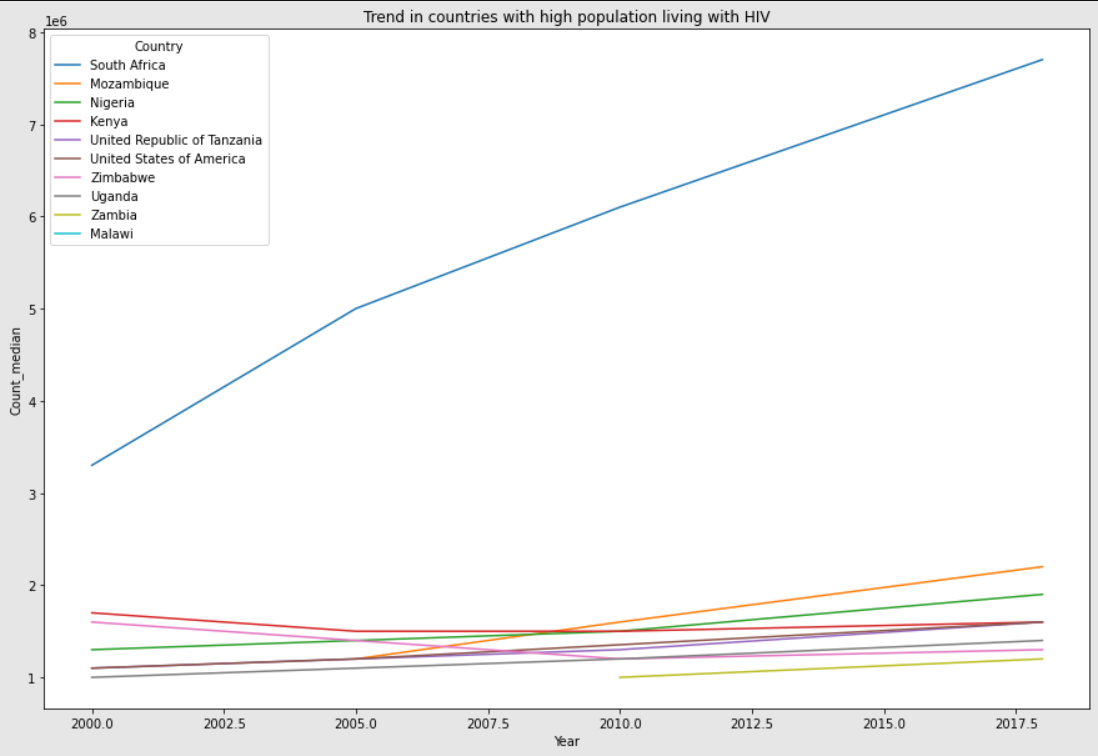 Trend in countries with high population living with HIV
1e6
8
7
6
5
4
3
2
1
Count_median
Country
South Africa
Mozambique
Nigeria
Kenya
United Republic of Tanzania
United States of America
Zimbabwe
Uganda
Zambia
Malawi
2000.0 2002.5 2005.0 2007.5 2010.0 2012.5 2015.0 2017.5
Year